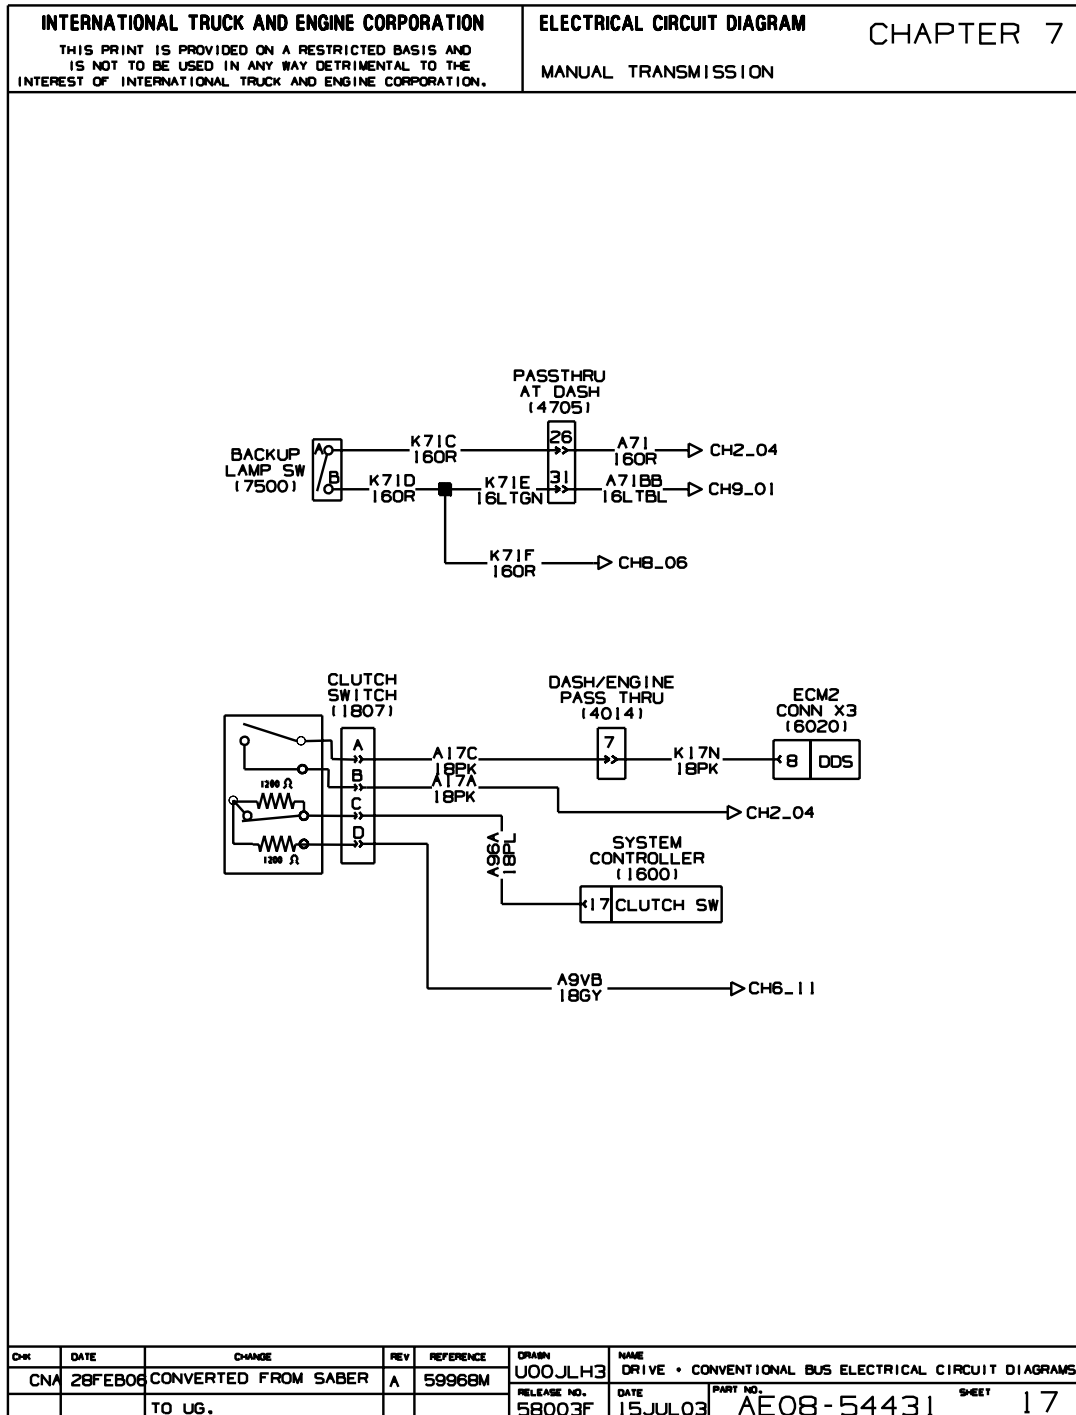 INTERNATIONAL TRUCK AND ENGINE CORPORATION
THIS PRINT IS PROVIDED ON A RESTRICTED BASIS AND
IS NOT TO BE USED IN ANY WAY DETRIMENTAL TO THE
INTEREST OF INTERNATIONAL TRUCK AND ENGINE CORPORATION.
ELECTRICAL CIRCUIT DIAGRAM
MANUAL TRANSMISSION
CHAPTER 7
PASSTHRU
AT DASH
(4705)
BACKUP
LAMP SW
(7500)
A
B
K71C
16OR
26
A71
16OR
CH2_04
K71D
16OR
K71E
16LTGN
31
A71BB
16LTBL
CH9_01
K71F
16OR
CH8_06
CLUTCH
SWITCH
(1807)
DASH/ENGINE
PASS THRU
(4014)
ECM2
CONN X3
(6020)
1200 Ω
1200 Ω
A
B
C
D
A17C
18PK
7
K17N
18PK
8
DDS
A17A
18PK
CH2_04
A96A
18PL
SYSTEM
CONTROLLER
(1600)
17
CLUTCH SW
A9VB
18GY
CH6_11
CHK
DATE
CHANGE
REV
REFERENCE
CNA
28FEB06
CONVERTED FROM SABER
A
59968M
TO UG.
DRAWN
U00JLH3
NAME
DRIVE • CONVENTIONAL BUS ELECTRICAL CIRCUIT DIAGRAMS
RELEASE NO.
58003F
DATE
15JUL03
PART NO.
AE08-54431
SHEET
17